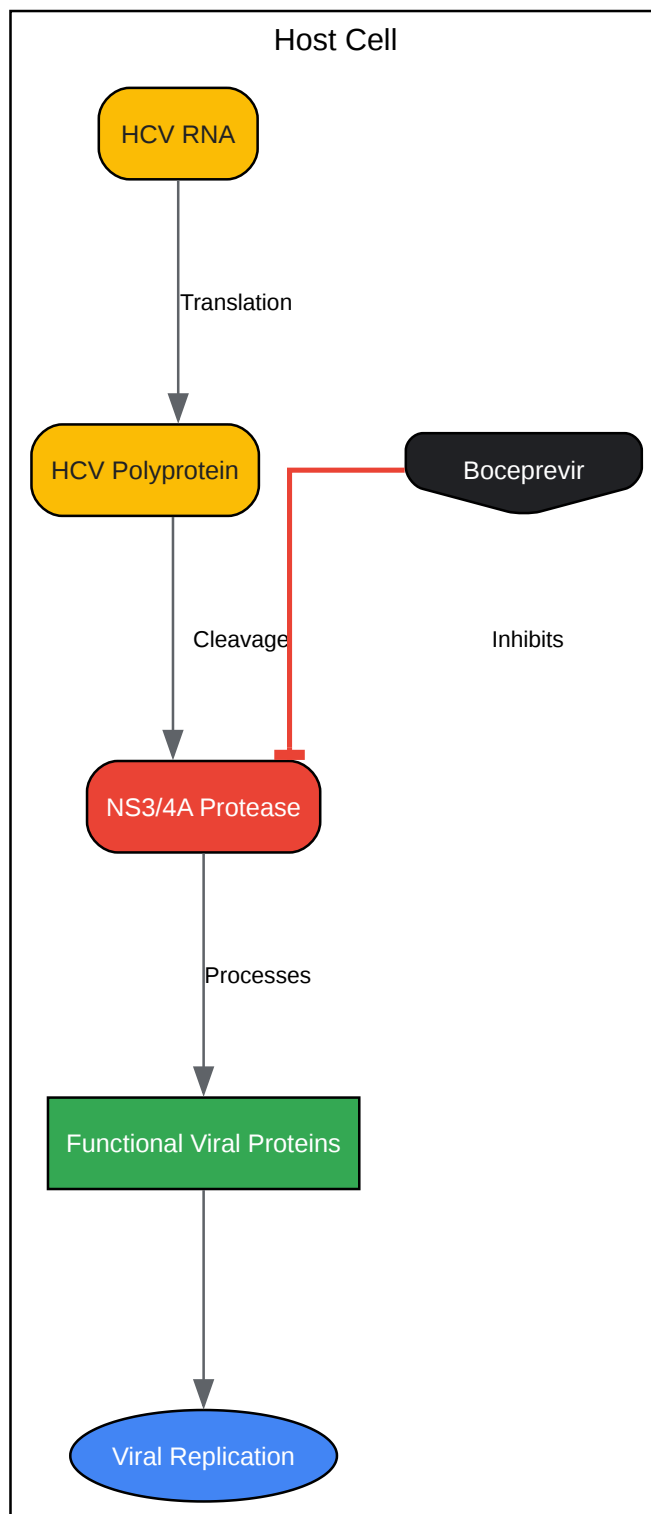 Host Cell
HCV RNA
Translation
HCV Polyprotein
Boceprevir
Cleavage
Inhibits
NS3/4A Protease
Processes
Functional Viral Proteins
Viral Replication